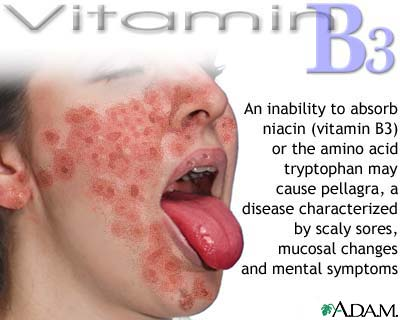 Vitamin
B3
An inability to absorb
niacin (vitamin B3)
or the amino acid
tryptophan may
cause pellagra, a
disease characterized
by scaly sores,
mucosal changes
and mental symptoms
A.D.A.M.